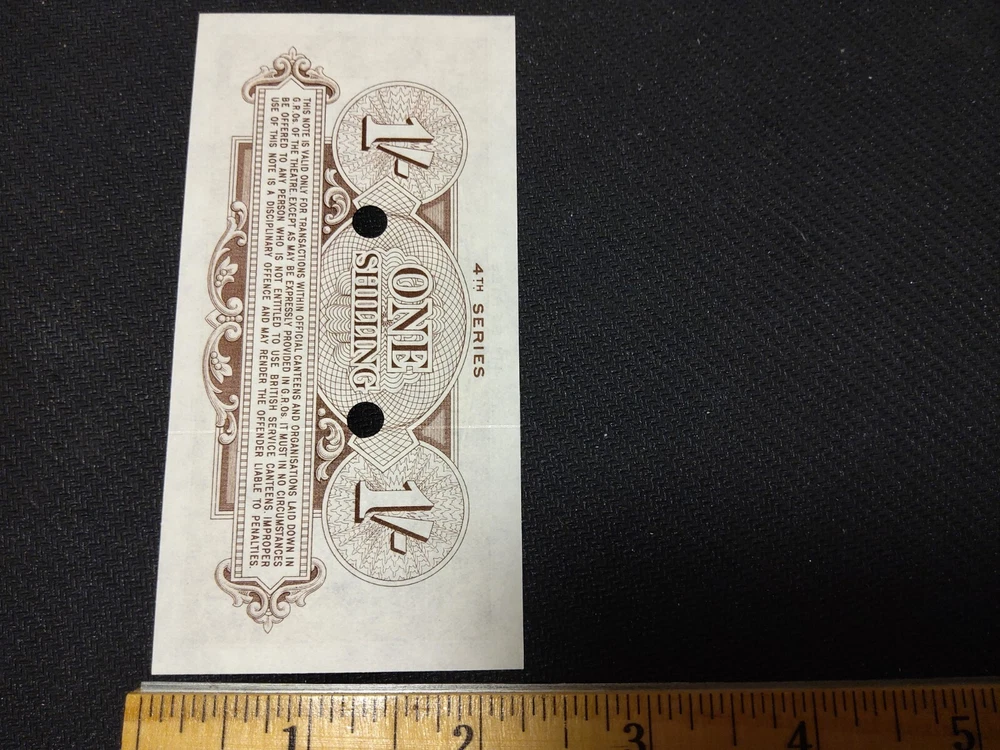 4TH SERIES
1/-
ONE
SHILLING
1/-
THIS NOTE IS VALID ONLY FOR TRANSACTIONS WITHIN OFFICIAL CANTEENS AND ORGANISATIONS LAID DOWN IN
G.R.Os. OF THE THEATRE EXCEPT AS MAY BE EXPRESSLY PROVIDED IN G.R.Os. IT MUST IN NO CIRCUMSTANCES
BE OFFERED TO ANY PERSON WHO IS NOT ENTITLED TO USE BRITISH SERVICE CANTEENS. IMPROPER
USE OF THIS NOTE IS A DISCIPLINARY OFFENCE AND MAY RENDER THE OFFENDER LIABLE TO PENALTIES.
1 2 3 4 5